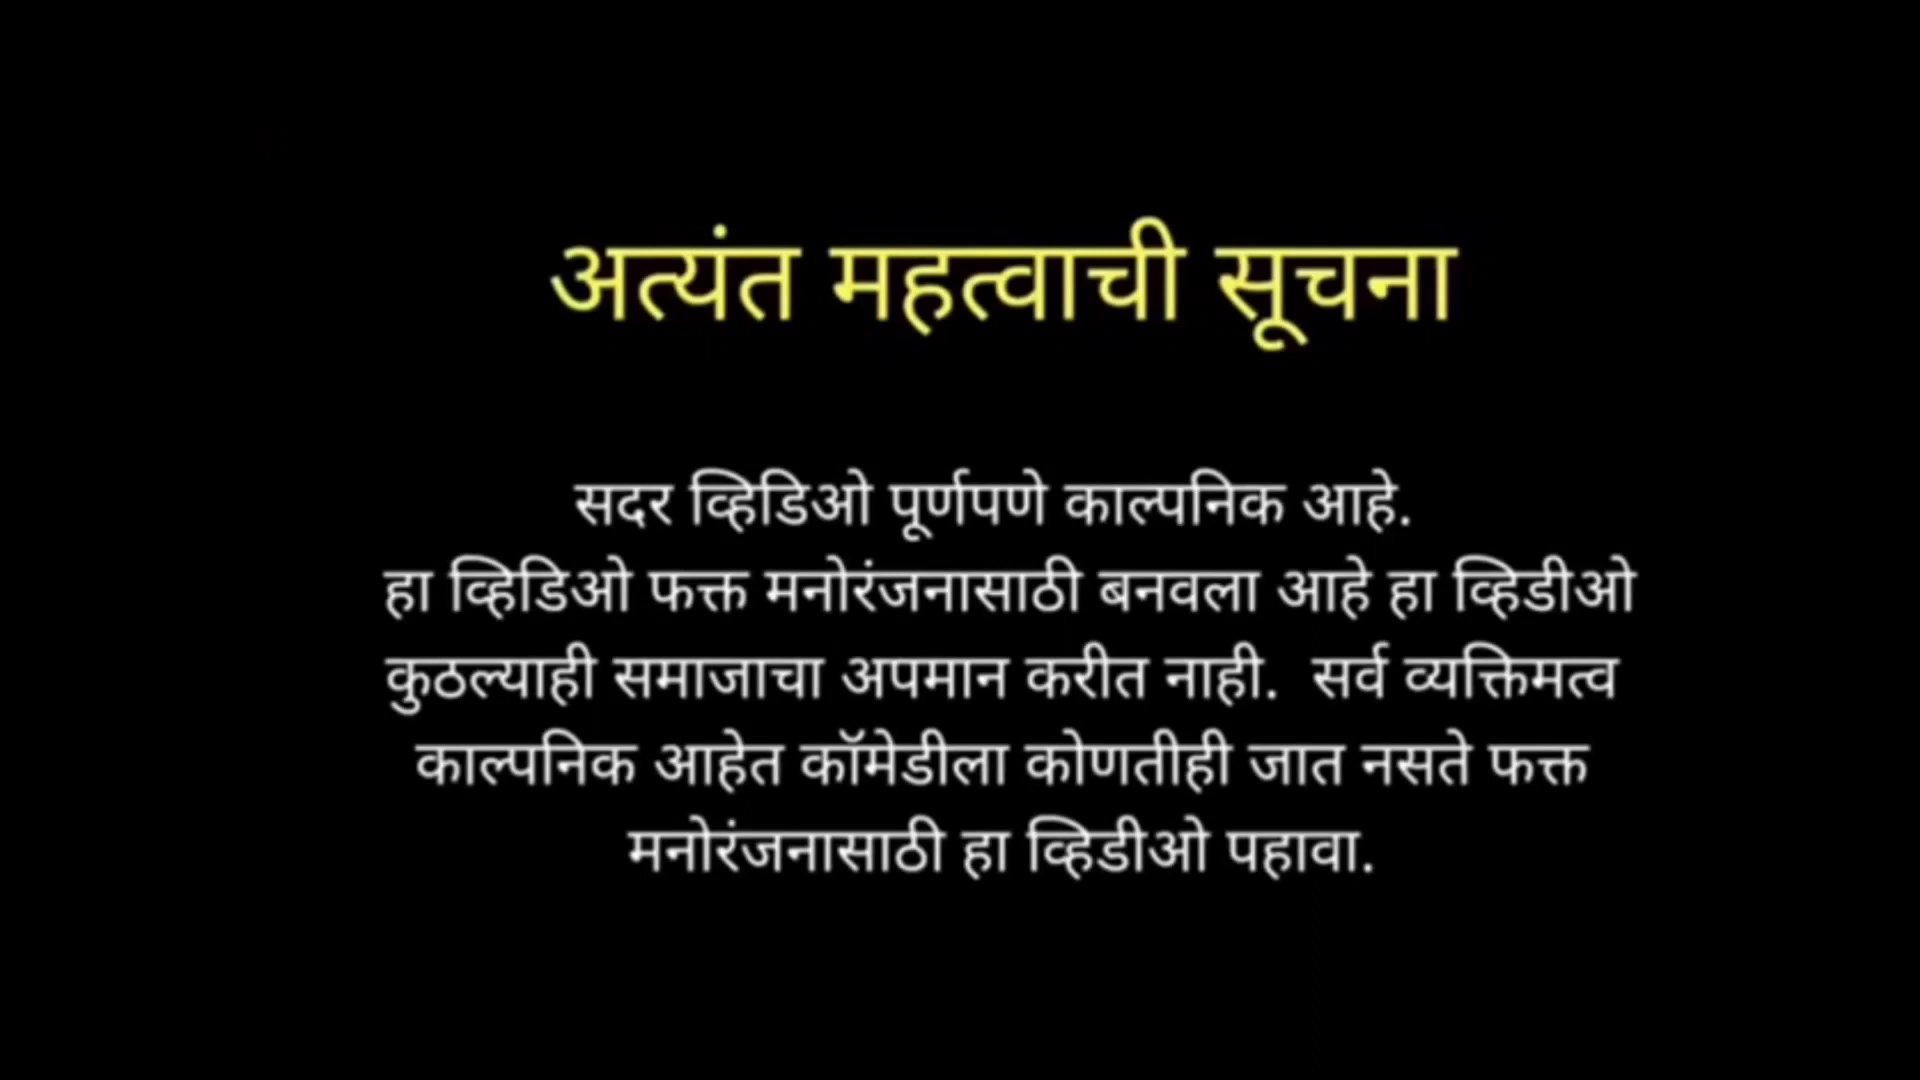 अत्यंत महत्वाची सूचना
सदर व्हिडिओ पूर्णपणे काल्पनिक आहे.
हा व्हिडिओ फक्त मनोरंजनासाठी बनवला आहे हा व्हिडीओ
कुठल्याही समाजाचा अपमान करीत नाही. सर्व व्यक्तिमत्व
काल्पनिक आहेत कॉमेडीला कोणतीही जात नसते फक्त
मनोरंजनासाठी हा व्हिडीओ पहावा.